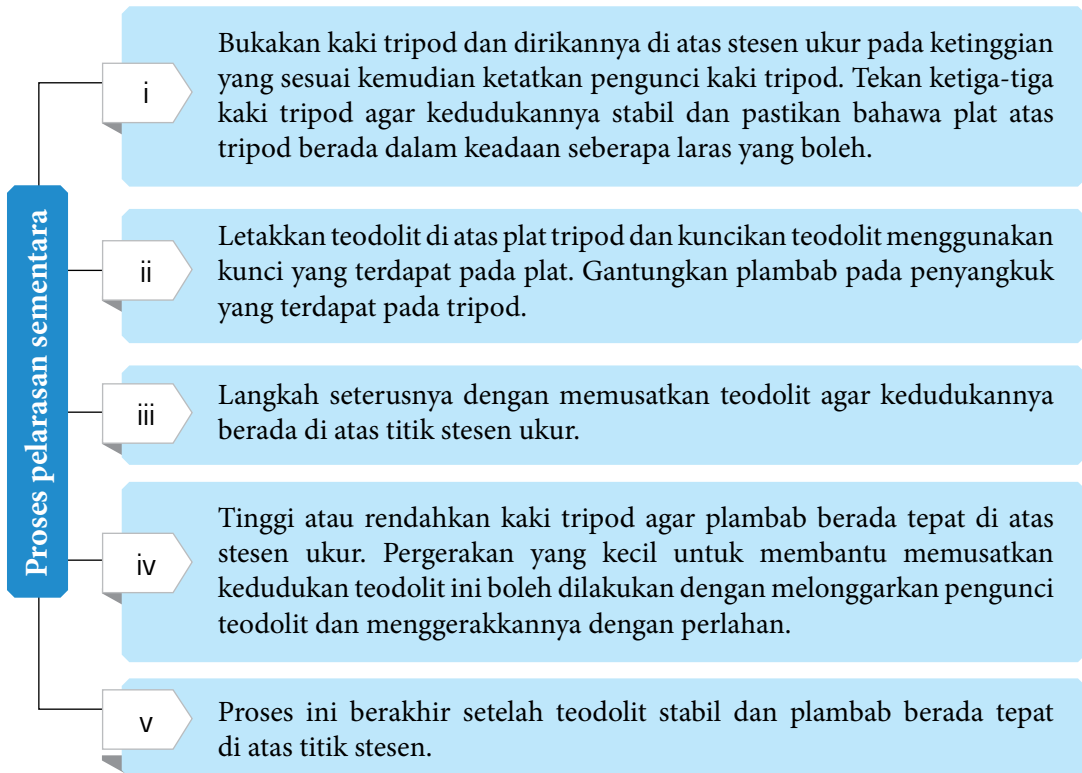 Proses pelarasan sementara
i
Bukakan kaki tripod dan dirikannya di atas stesen ukur pada ketinggian
yang sesuai kemudian ketatkan pengunci kaki tripod. Tekan ketiga-tiga
kaki tripod agar kedudukannya stabil dan pastikan bahawa plat atas
tripod berada dalam keadaan seberapa laras yang boleh.
ii
Letakkan teodolit di atas plat tripod dan kuncikan teodolit menggunakan
kunci yang terdapat pada plat. Gantungkan plambab pada penyangkuk
yang terdapat pada tripod.
iii
Langkah seterusnya dengan memusatkan teodolit agar kedudukannya
berada di atas titik stesen ukur.
iv
Tinggi atau rendahkan kaki tripod agar plambab berada tepat di atas
stesen ukur. Pergerakan yang kecil untuk membantu memusatkan
kedudukan teodolit ini boleh dilakukan dengan melonggarkan pengunci
teodolit dan menggerakkannya dengan perlahan.
v
Proses ini berakhir setelah teodolit stabil dan plambab berada tepat
di atas titik stesen.